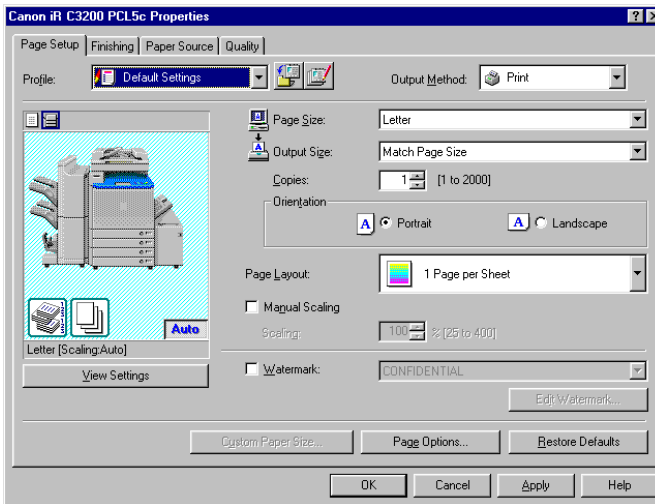 Canon iR C3200 PCL5c Properties
Page Setup Finishing Paper Source Quality
Profile: Default Settings Output Method: Print
Page Size: Letter
Output Size: Match Page Size
Copies: 1 [1 to 2000]
Orientation
A Portrait A Landscape
Page Layout: 1 Page per Sheet
Manual Scaling
Auto
Scaling: 100 % [25 to 400]
Letter [Scaling:Auto]
View Settings
Watermark: CONFIDENTIAL
Edit Watermark...
Custom Paper Size... Page Options... Restore Defaults
OK Cancel Apply Help